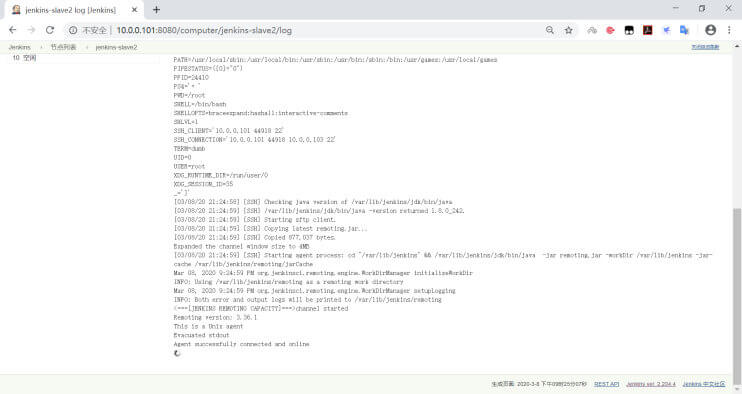 jenkins-slave2 log [Jenkins]
不安全 | 10.0.0.101:8080/computer/jenkins-slave2/log
Jenkins 节点列表 jenkins-slave2
10 空闲
PATH=/usr/local/sbin:/usr/local/bin:/usr/sbin:/usr/bin:/sbin:/bin:/usr/games:/usr/local/games
PIPESTATUS=([0]="0")
PPID=24410
PS4='+ '
PWD=/root
SHELL=/bin/bash
SHELLOPTS=braceexpand:hashall:interactive-comments
SHLVL=1
SSH_CLIENT='10.0.0.101 44918 22'
SSH_CONNECTION='10.0.0.101 44918 10.0.0.103 22'
TERM=dumb
UID=0
USER=root
XDG_RUNTIME_DIR=/run/user/0
XDG_SESSION_ID=35
_=']'
[03/08/20 21:24:58] [SSH] Checking java version of /var/lib/jenkins/jdk/bin/java
[03/08/20 21:24:59] [SSH] /var/lib/jenkins/jdk/bin/java -version returned 1.8.0_242.
[03/08/20 21:24:59] [SSH] Starting sftp client.
[03/08/20 21:24:59] [SSH] Copying latest remoting.jar...
[03/08/20 21:24:59] [SSH] Copied 877,037 bytes.
Expanded the channel window size to 4MB
[03/08/20 21:24:59] [SSH] Starting agent process: cd "/var/lib/jenkins" && /var/lib/jenkins/jdk/bin/java -jar remoting.jar -workDir /var/lib/jenkins -jar-
cache /var/lib/jenkins/remoting/jarCache
Mar 08, 2020 9:24:59 PM org.jenkinsci.remoting.engine.WorkDirManager initializeWorkDir
INFO: Using /var/lib/jenkins/remoting as a remoting work directory
Mar 08, 2020 9:24:59 PM org.jenkinsci.remoting.engine.WorkDirManager setupLogging
INFO: Both error and output logs will be printed to /var/lib/jenkins/remoting
<===[JENKINS REMOTING CAPACITY]===>channel started
Remoting version: 3.36.1
This is a Unix agent
Evacuated stdout
Agent successfully connected and online
生成页面: 2020-3-8 下午09时25分07秒 REST API Jenkins ver. 2.204.4 Jenkins 中文社区